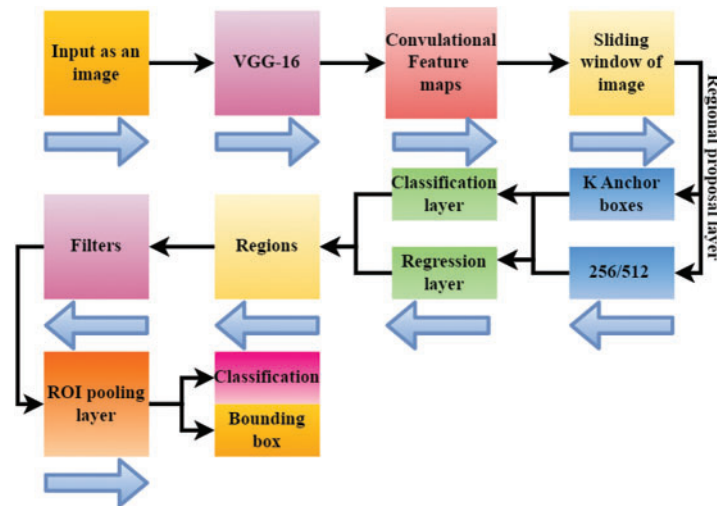 Input as an
image
VGG-16
Convulational
Feature
maps
Sliding
window of
image
Regional proposal layer
K Anchor
boxes
256/512
Classification
layer
Regression
layer
Regions
Filters
ROI pooling
layer
Classification
Bounding
box